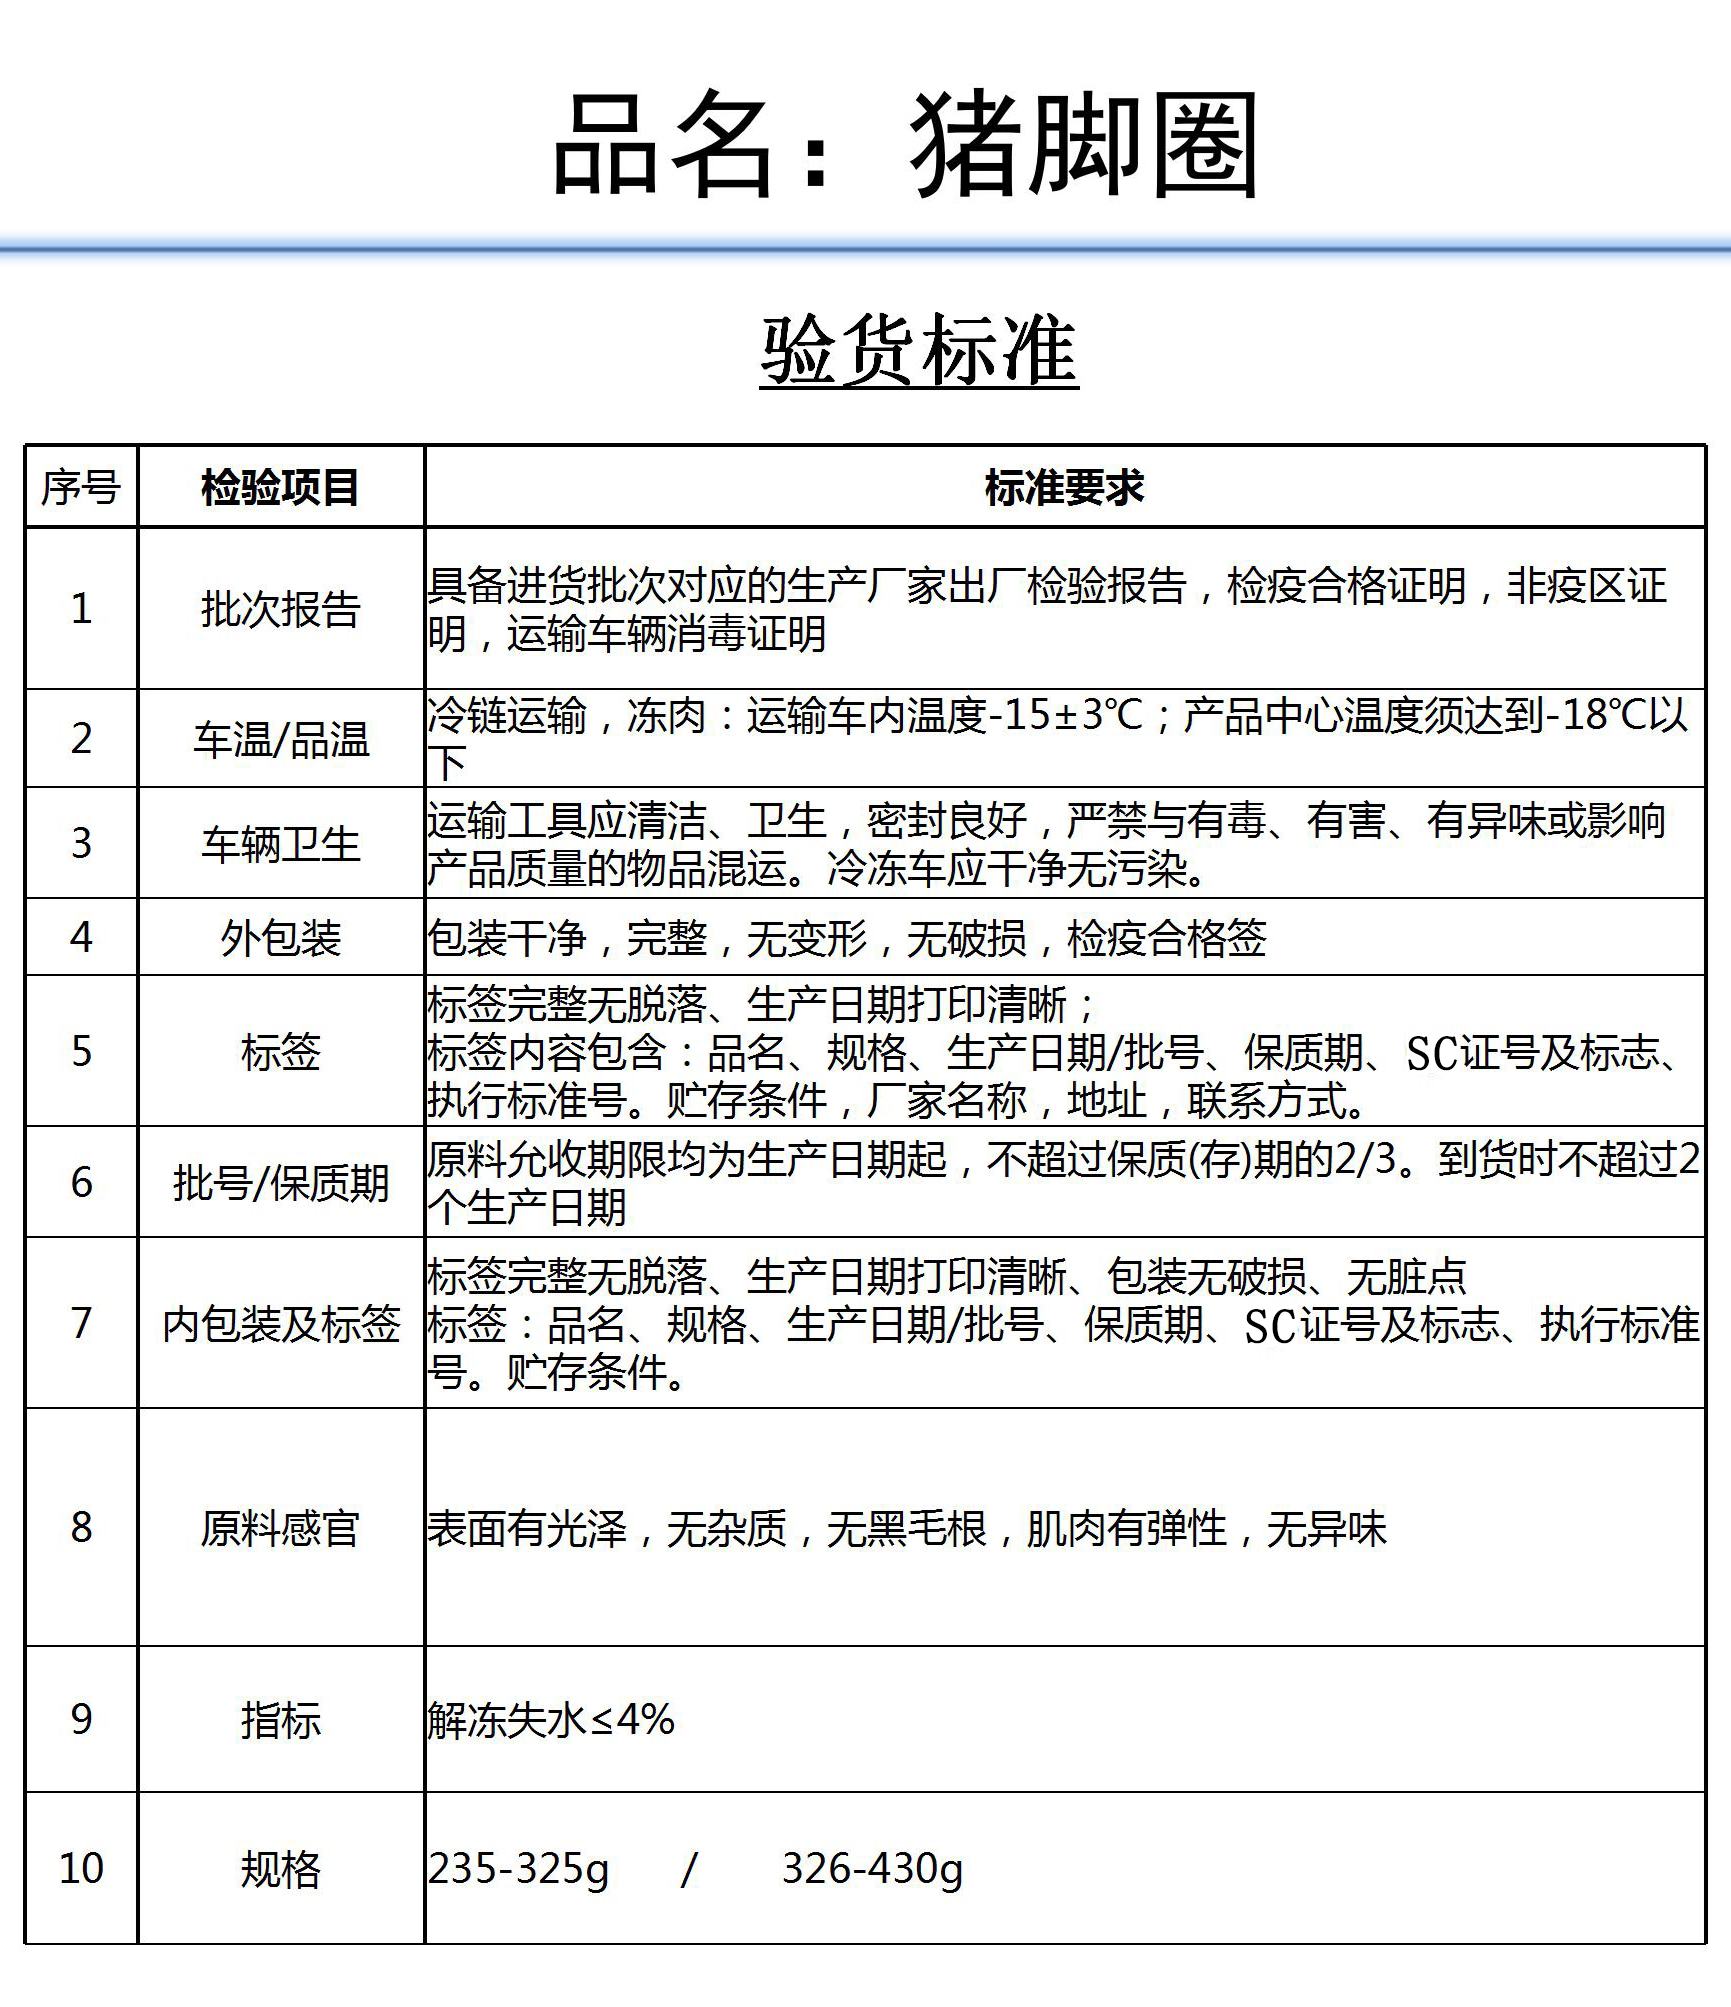 品名：猪脚圈
验货标准
序号 检验项目 标准要求
1 批次报告 具备进货批次对应的生产厂家出厂检验报告，检疫合格证明，非疫区证
明，运输车辆消毒证明
2 车温/品温 冷链运输，冻肉：运输车内温度-15±3℃；产品中心温度须达到-18℃以
下
3 车辆卫生 运输工具应清洁、卫生，密封良好，严禁与有毒、有害、有异味或影响
产品质量的物品混运。冷冻车应干净无污染。
4 外包装 包装干净，完整，无变形，无破损，检疫合格签
5 标签 标签完整无脱落、生产日期打印清晰；
标签内容包含：品名、规格、生产日期/批号、保质期、SC证号及标志、
执行标准号。贮存条件，厂家名称，地址，联系方式。
6 批号/保质期 原料允收期限均为生产日期起，不超过保质(存)期的2/3。到货时不超过2
个生产日期
7 内包装及标签 标签完整无脱落、生产日期打印清晰、包装无破损、无脏点
标签：品名、规格、生产日期/批号、保质期、SC证号及标志、执行标准
号。贮存条件。
8 原料感官 表面有光泽，无杂质，无黑毛根，肌肉有弹性，无异味
9 指标 解冻失水≤4%
10 规格 235-325g / 326-430g